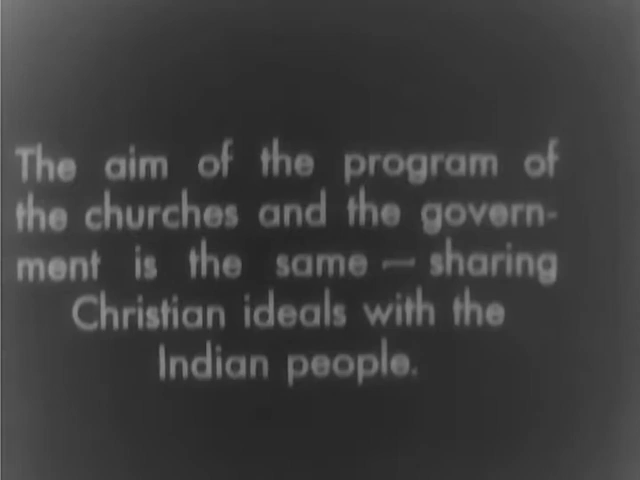 The aim of the program of
the churches and the govern-
ment is the same — sharing
Christian ideals with the
Indian people.